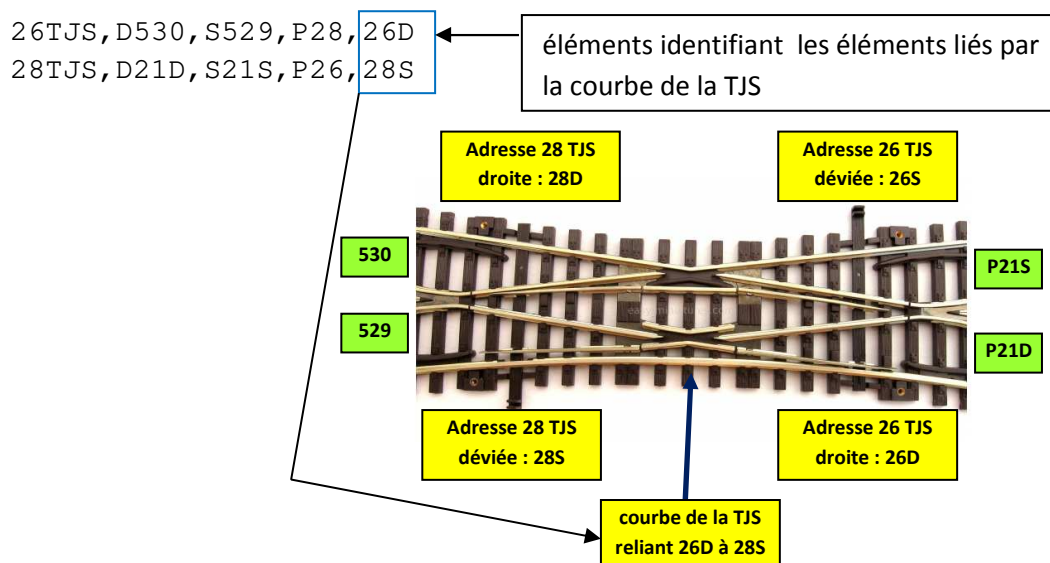 26TJS,D530,S529,P28,26D
28TJS,D21D,S21S,P26,28S
éléments identifiant les éléments liés par
la courbe de la TJS
Adresse 28 TJS
droite : 28D
Adresse 26 TJS
déviée : 26S
530
P21S
529
P21D
Adresse 28 TJS
déviée : 28S
Adresse 26 TJS
droite : 26D
courbe de la TJS
reliant 26D à 28S